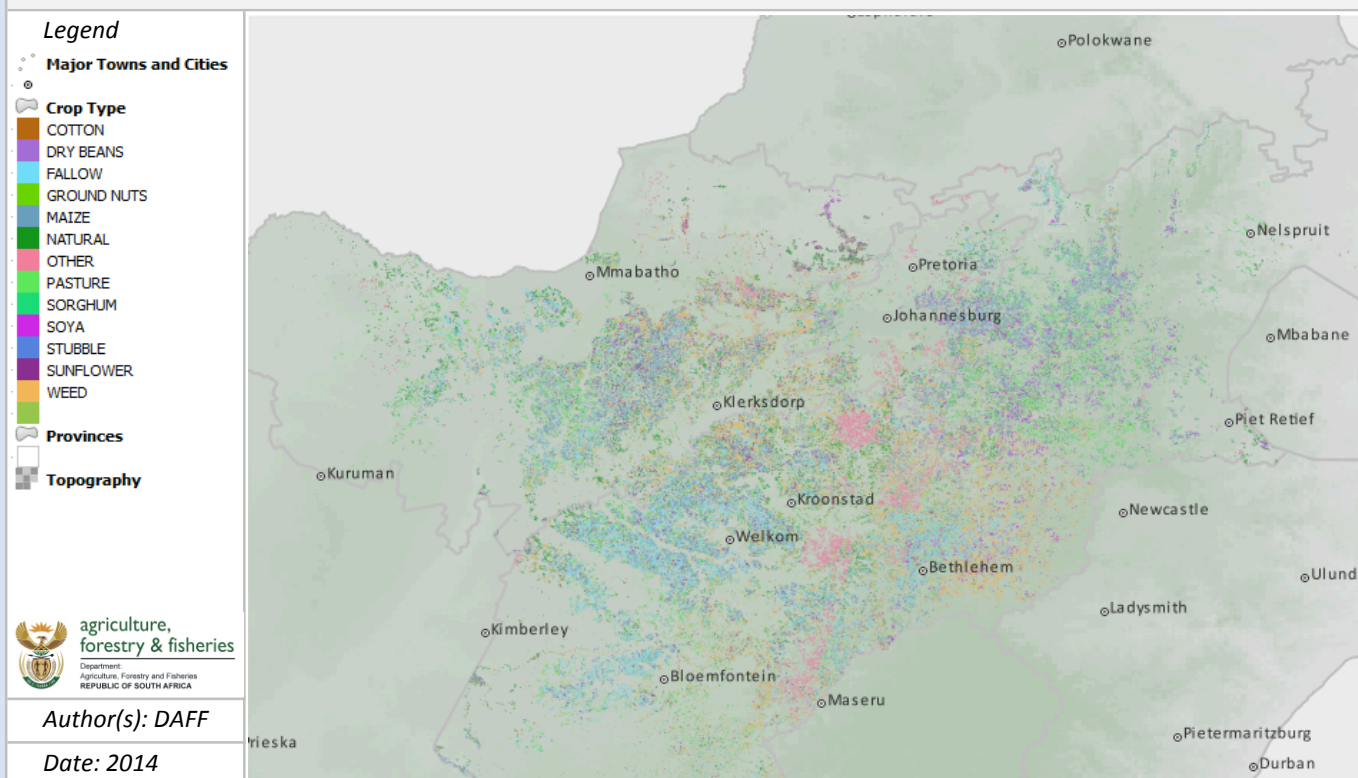 Legend
Major Towns and Cities
Crop Type
COTTON
DRY BEANS
FALLOW
GROUND NUTS
MAIZE
NATURAL
OTHER
PASTURE
SORGHUM
SOYA
STUBBLE
SUNFLOWER
WEED
Provinces
Topography
agriculture,
forestry & fisheries
Department:
Agriculture, Forestry and Fisheries
REPUBLIC OF SOUTH AFRICA
Author(s): DAFF
Date: 2014
Polokwane
Nelspruit
Mmabatho
Pretoria
Johannesburg
Mbabane
Klerksdorp
Piet Retief
Kuruman
Kroonstad
Newcastle
Welkom
Bethlehem
Ulund
Ladysmith
Kimberley
Bloemfontein
Maseru
Pietermaritzburg
rieska
Durban